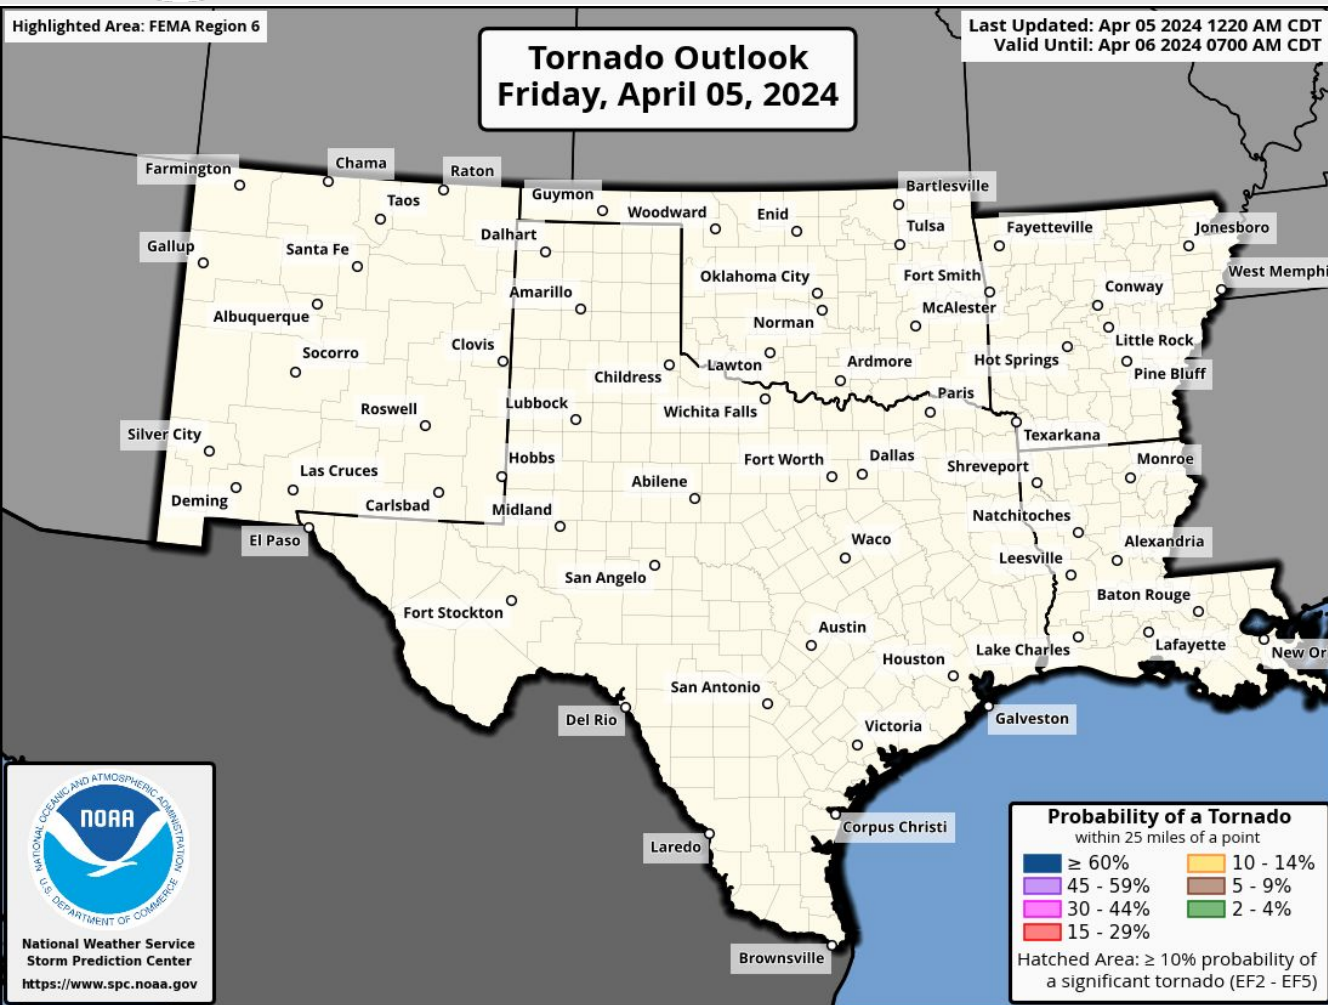 Highlighted Area: FEMA Region 6
Last Updated: Apr 05 2024 1220 AM CDT
Valid Until: Apr 06 2024 0700 AM CDT
Tornado Outlook
Friday, April 05, 2024
Farmington
Chama
Raton
Taos
Guymon
Woodward
Enid
Bartlesville
Tulsa
Fayetteville
Jonesboro
Gallup
Santa Fe
Dalhart
Oklahoma City
Fort Smith
West Memphi
Amarillo
Conway
Albuquerque
Norman
McAlester
Little Rock
Socorro
Clovis
Childress
Lawton
Ardmore
Hot Springs
Pine Bluff
Roswell
Lubbock
Wichita Falls
Paris
Silver City
Texarkana
Las Cruces
Hobbs
Fort Worth
Dallas
Shreveport
Monroe
Deming
Carlsbad
Midland
Abilene
Natchitoches
El Paso
Waco
Leesville
Alexandria
San Angelo
Baton Rouge
Fort Stockton
Austin
Lake Charles
Lafayette
New Or
Houston
San Antonio
Del Rio
Victoria
Galveston
Laredo
Corpus Christi
Brownsville
NATIONAL OCEANIC AND ATMOSPHERIC ADMINISTRATION
NOAA
U.S. DEPARTMENT OF COMMERCE
National Weather Service
Storm Prediction Center
https://www.spc.noaa.gov
Probability of a Tornado
within 25 miles of a point
≥ 60%
10 - 14%
45 - 59%
5 - 9%
30 - 44%
2 - 4%
15 - 29%
Hatched Area: ≥ 10% probability of
a significant tornado (EF2 - EF5)